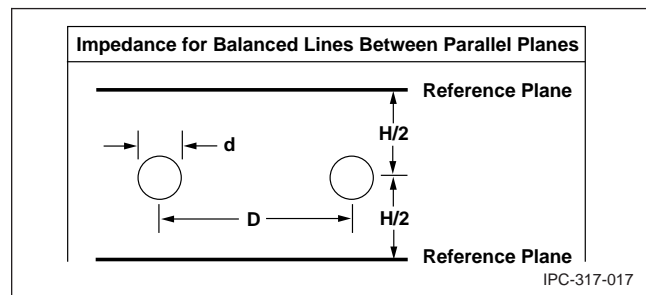 Impedance for Balanced Lines Between Parallel Planes
Reference Plane
H/2
d
D
H/2
Reference Plane
IPC-317-017